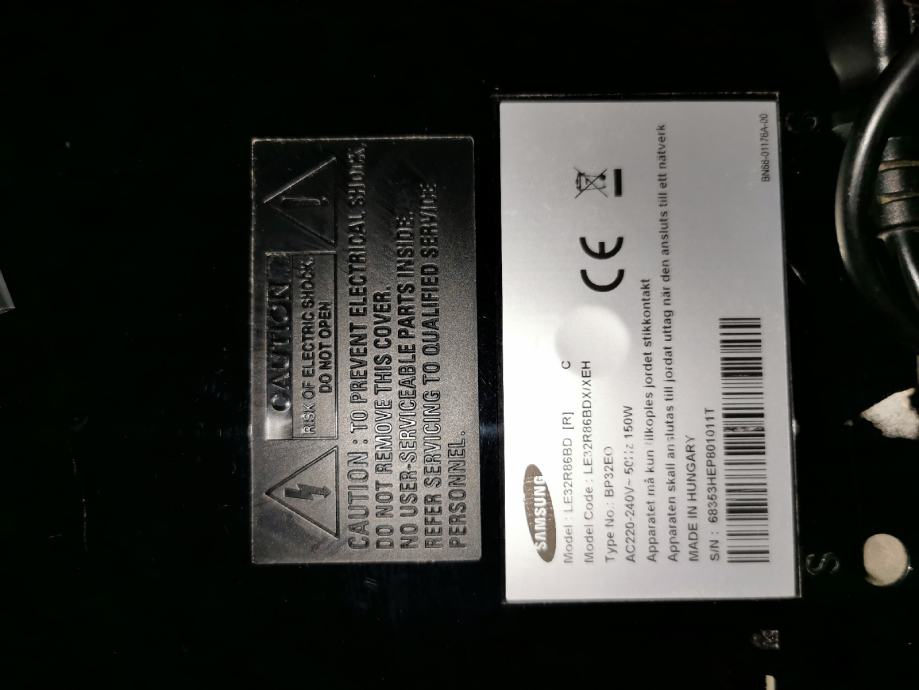 CAUTION
RISK OF ELECTRIC SHOCK.
DO NOT OPEN
CAUTION : TO PREVENT ELECTRICAL SHOCK,
DO NOT REMOVE THIS COVER.
NO USER-SERVICEABLE PARTS INSIDE.
REFER SERVICING TO QUALIFIED SERVICE
PERSONNEL.
SAMSUNG
Model : LE32R86BD [R] C
Model Code : LE32R86BDX/XEH
Type No.: BP32EO
AC220-240V~ 50Hz 150W
Apparatet må kun tilkoples jordet stikkontakt
Apparaten skall anslutas till jordat uttag när den ansluts till ett nätverk
MADE IN HUNGARY
S/N : 68353HEP801011T
CE
BN68-01176A-00
S